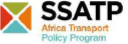 SSATP
Africa Transport
Policy Program